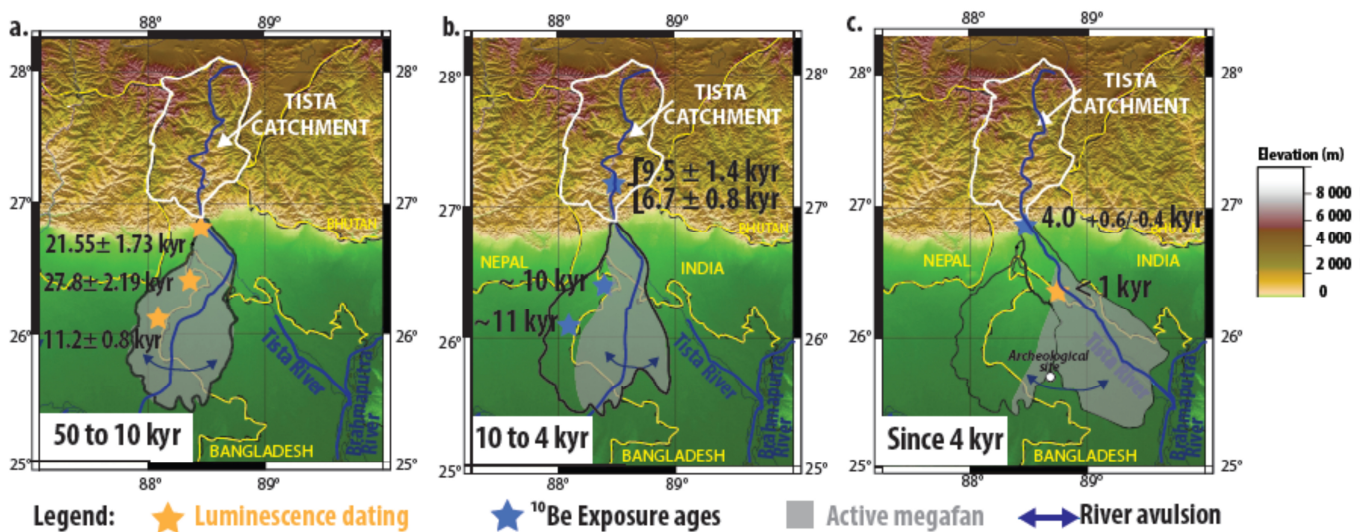 a.
88°
89°
28°
27°
26°
25°
TISTA
CATCHMENT
BHUTAN
21.55± 1.73 kyr
27.8± 2.19 kyr
11.2± 0.8 kyr
Tista River
Brahmaputra
River
50 to 10 kyr
BANGLADESH
88°
89°
b.
88°
89°
28°
28°
27°
27°
26°
26°
25°
25°
TISTA
CATCHMENT
[9.5 ± 1.4 kyr
[6.7 ± 0.8 kyr
BHUTAN
NEPAL
INDIA
~ 10 kyr
~11 kyr
Tista River
Brabmaputra
River
10 to 4 kyr
BANGLADESH
88°
89°
c.
88°
89°
28°
28°
27°
27°
26°
26°
25°
25°
TISTA
CATCHMENT
4.0 +0.6/-0.4 kyr
BHUTAN
NEPAL
INDIA
< 1 kyr
Tista River
Archeological
site
Brabmaputra
River
Since 4 kyr
BANGLADESH
88°
89°
Elevation (m)
8 000
6 000
4 000
2 000
0
Legend:
Luminescence dating
¹⁰Be Exposure ages
Active megafan
River avulsion